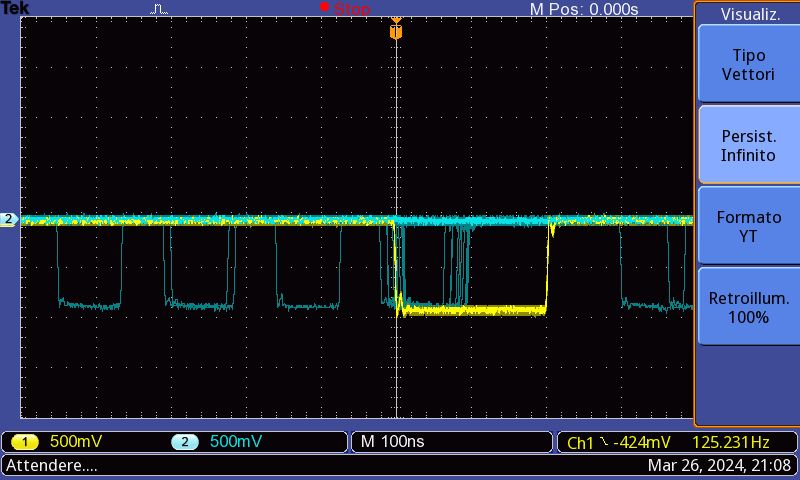 Tek
Stop
M Pos: 0.000s
Visualiz.
T
Tipo
Vettori
Persist.
Infinito
2
Formato
YT
Retroillum.
100%
1 500mV 2 500mV M 100ns Ch1 -424mV 125.231Hz
Attendere.... Mar 26, 2024, 21:08